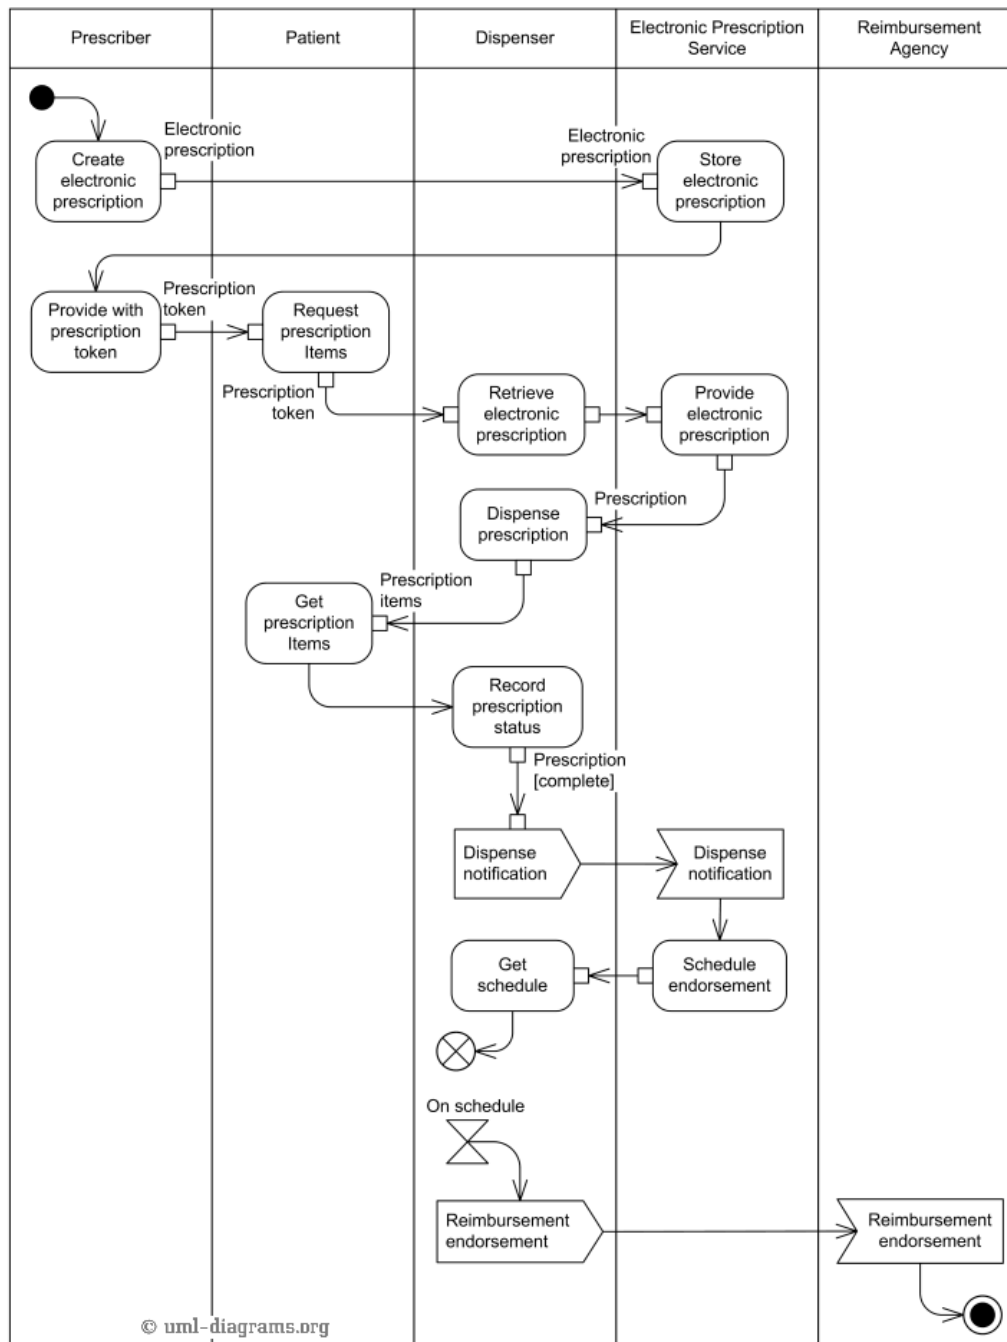 Prescriber
Patient
Dispenser
Electronic Prescription
Service
Reimbursement
Agency
Create
electronic
prescription
Electronic
prescription
Electronic
prescription
Store
electronic
prescription
Provide with
prescription
token
Prescription
token
Request
prescription
Items
Prescription
token
Retrieve
electronic
prescription
Provide
electronic
prescription
Dispense
prescription
Prescription
Get
prescription
Items
Prescription
items
Record
prescription
status
Prescription
[complete]
Dispense
notification
Dispense
notification
Get
schedule
Schedule
endorsement
On schedule
Reimbursement
endorsement
Reimbursement
endorsement
© uml-diagrams.org